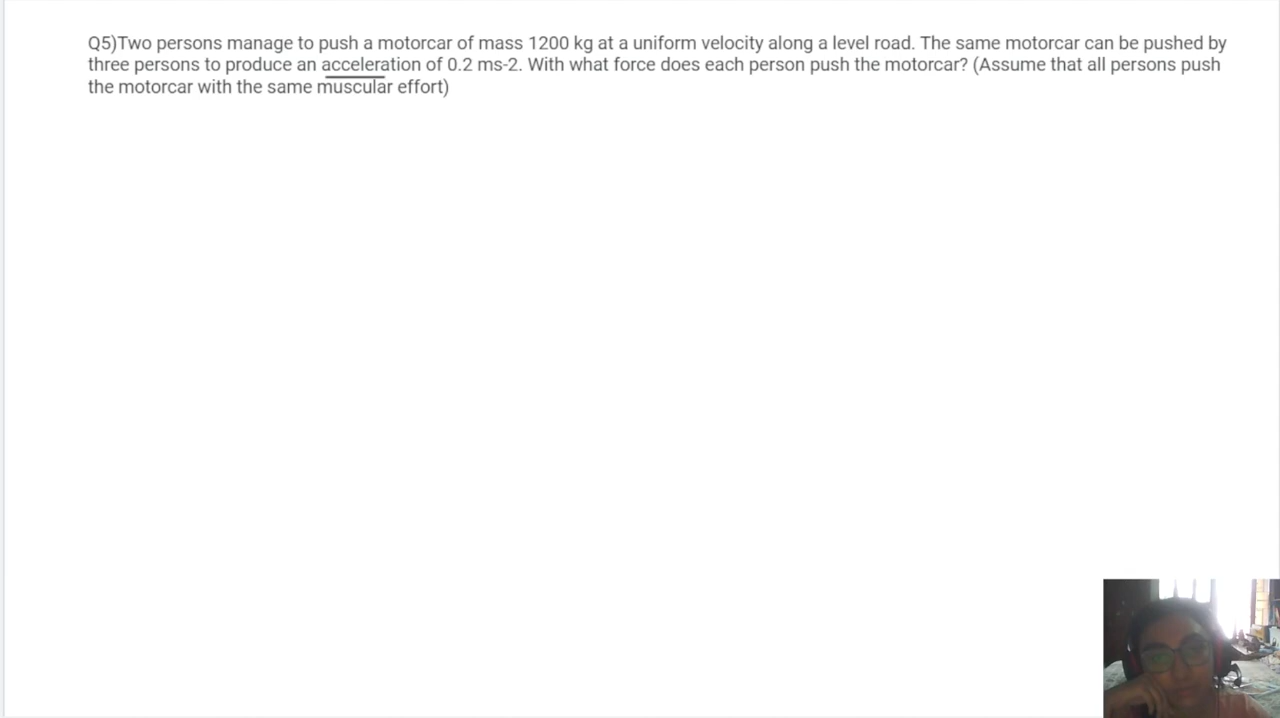 Q5)Two persons manage to push a motorcar of mass 1200 kg at a uniform velocity along a level road. The same motorcar can be pushed by
three persons to produce an acceleration of 0.2 ms-2. With what force does each person push the motorcar? (Assume that all persons push
the motorcar with the same muscular effort)